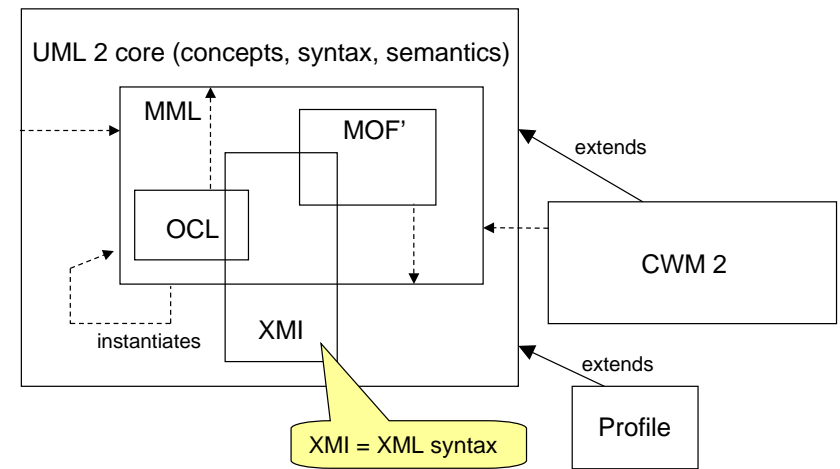 UML 2 core (concepts, syntax, semantics)
MML
MOF’
extends
OCL
CWM 2
instantiates
XMI
extends
Profile
XMI = XML syntax